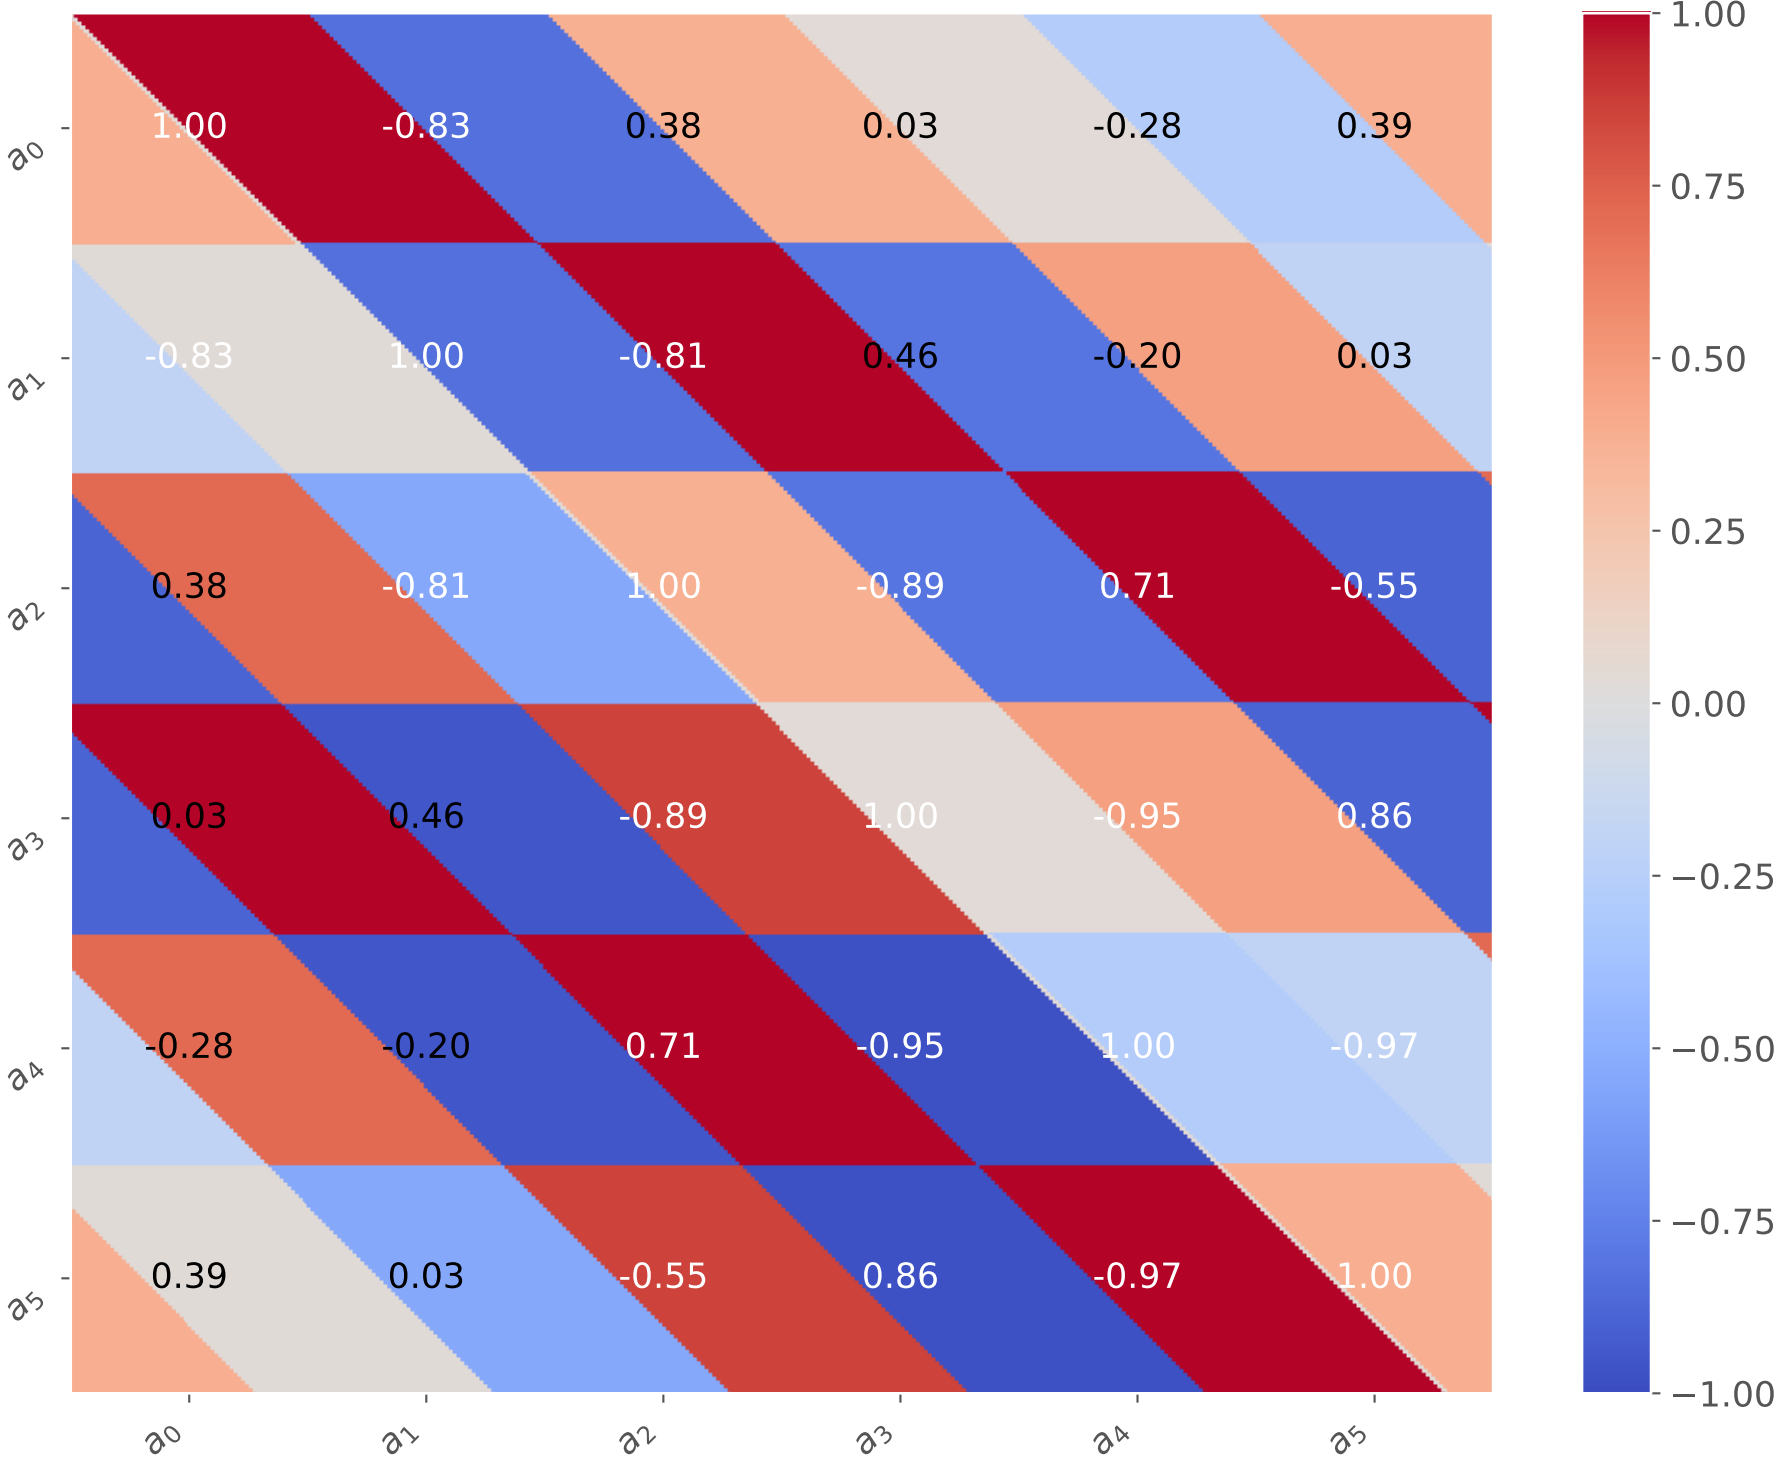 1.00 -0.83 0.38 0.03 -0.28 0.39
-0.83 1.00 -0.81 0.46 -0.20 0.03
0.38 -0.81 1.00 -0.89 0.71 -0.55
0.03 0.46 -0.89 1.00 -0.95 0.86
-0.28 -0.20 0.71 -0.95 1.00 -0.97
0.39 0.03 -0.55 0.86 -0.97 1.00
a₀
a₁
a₂
a₃
a₄
a₅
a₀ a₁ a₂ a₃ a₄ a₅
1.00
0.75
0.50
0.25
0.00
−0.25
−0.50
−0.75
−1.00